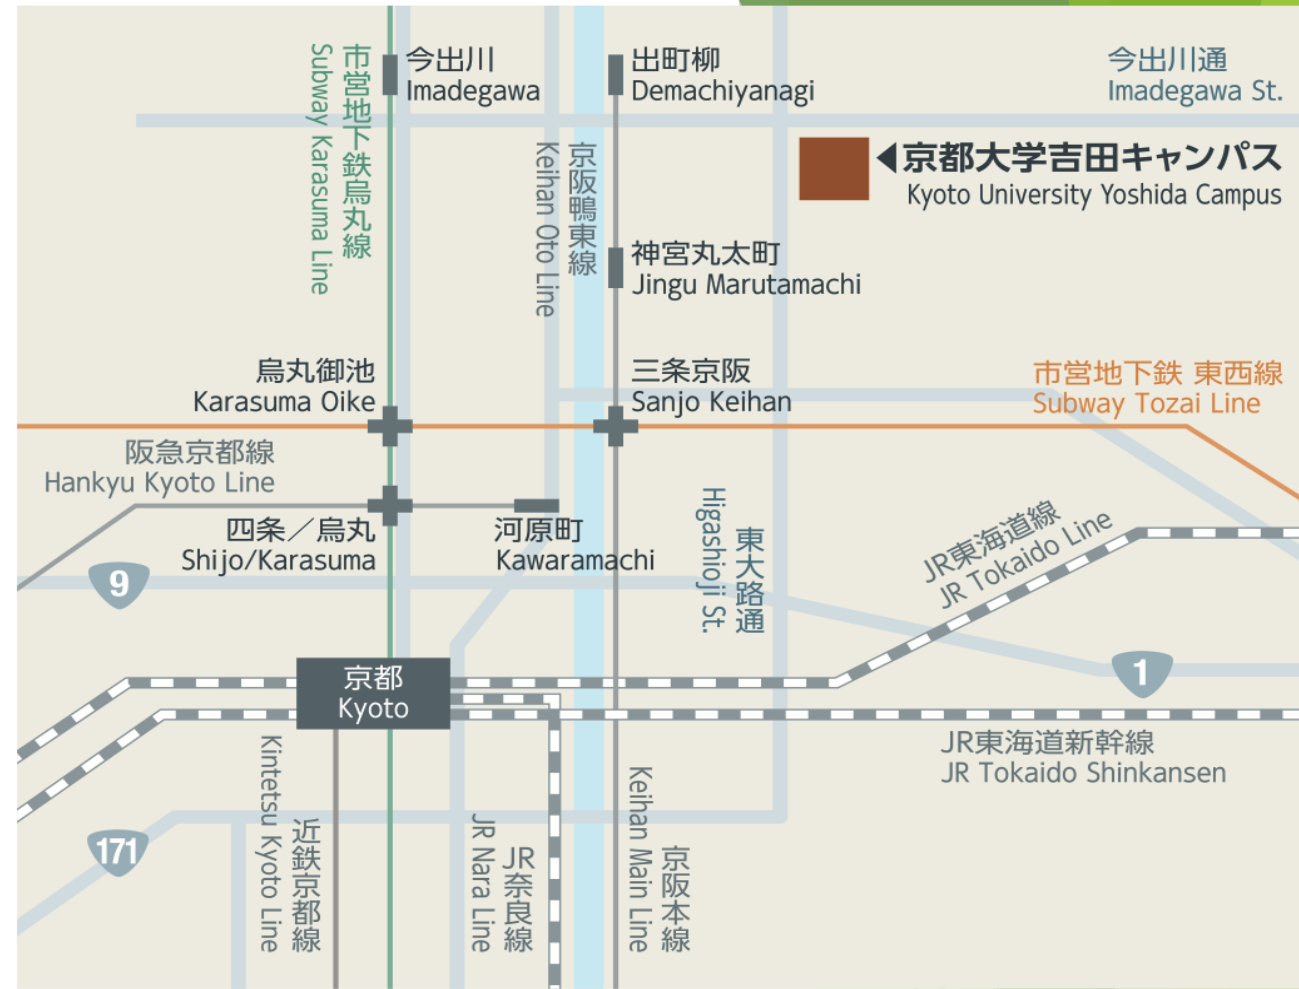 市営地下鉄烏丸線
Subway Karasuma Line
今出川
Imadegawa
出町柳
Demachiyanagi
今出川通
Imadegawa St.
京阪鴨東線
Keihan Oto Line
◀京都大学吉田キャンパス
Kyoto University Yoshida Campus
神宮丸太町
Jingu Marutamachi
烏丸御池
Karasuma Oike
三条京阪
Sanjo Keihan
市営地下鉄 東西線
Subway Tozai Line
阪急京都線
Hankyu Kyoto Line
四条／烏丸
Shijo/Karasuma
河原町
Kawaramachi
東大路通
Higashioji St.
JR東海道線
JR Tokaido Line
9
1
京都
Kyoto
JR東海道新幹線
JR Tokaido Shinkansen
171
近鉄京都線
Kintetsu Kyoto Line
JR奈良線
JR Nara Line
京阪本線
Keihan Main Line